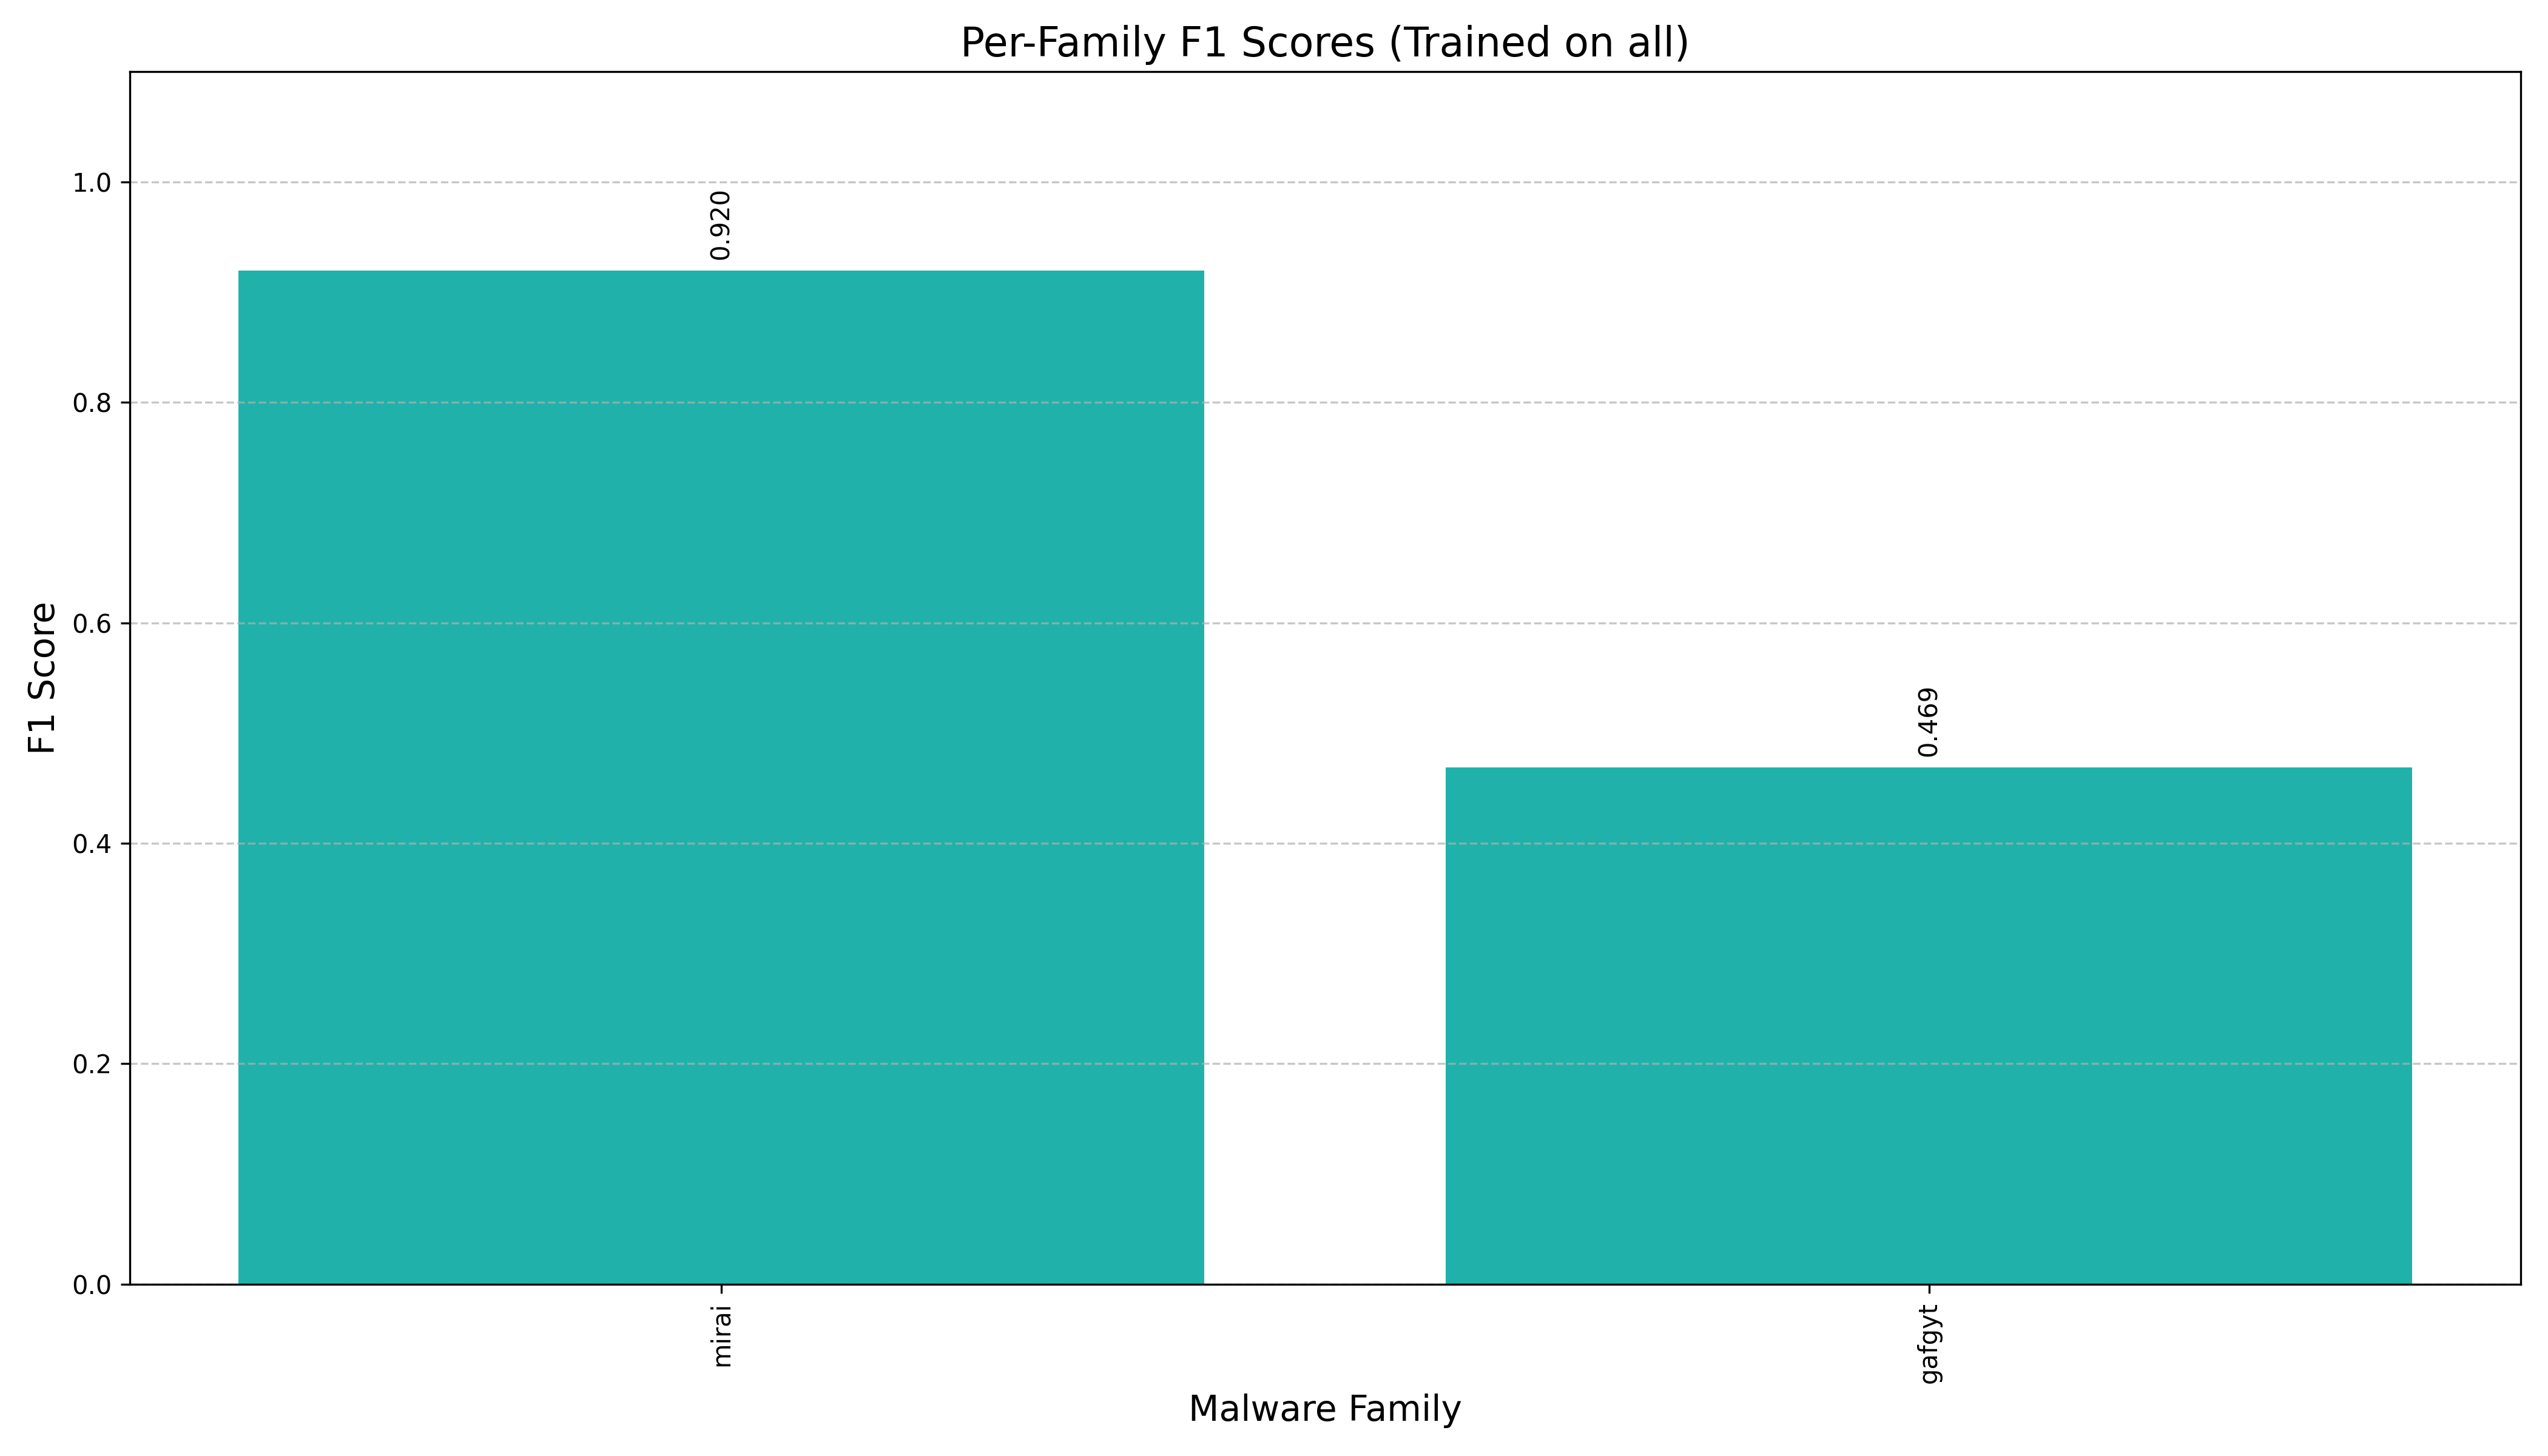 Per-Family F1 Scores (Trained on all)
1.0
0.8
0.6
0.4
0.2
0.0
F1 Score
0.920
0.469
mirai
gafgyt
Malware Family